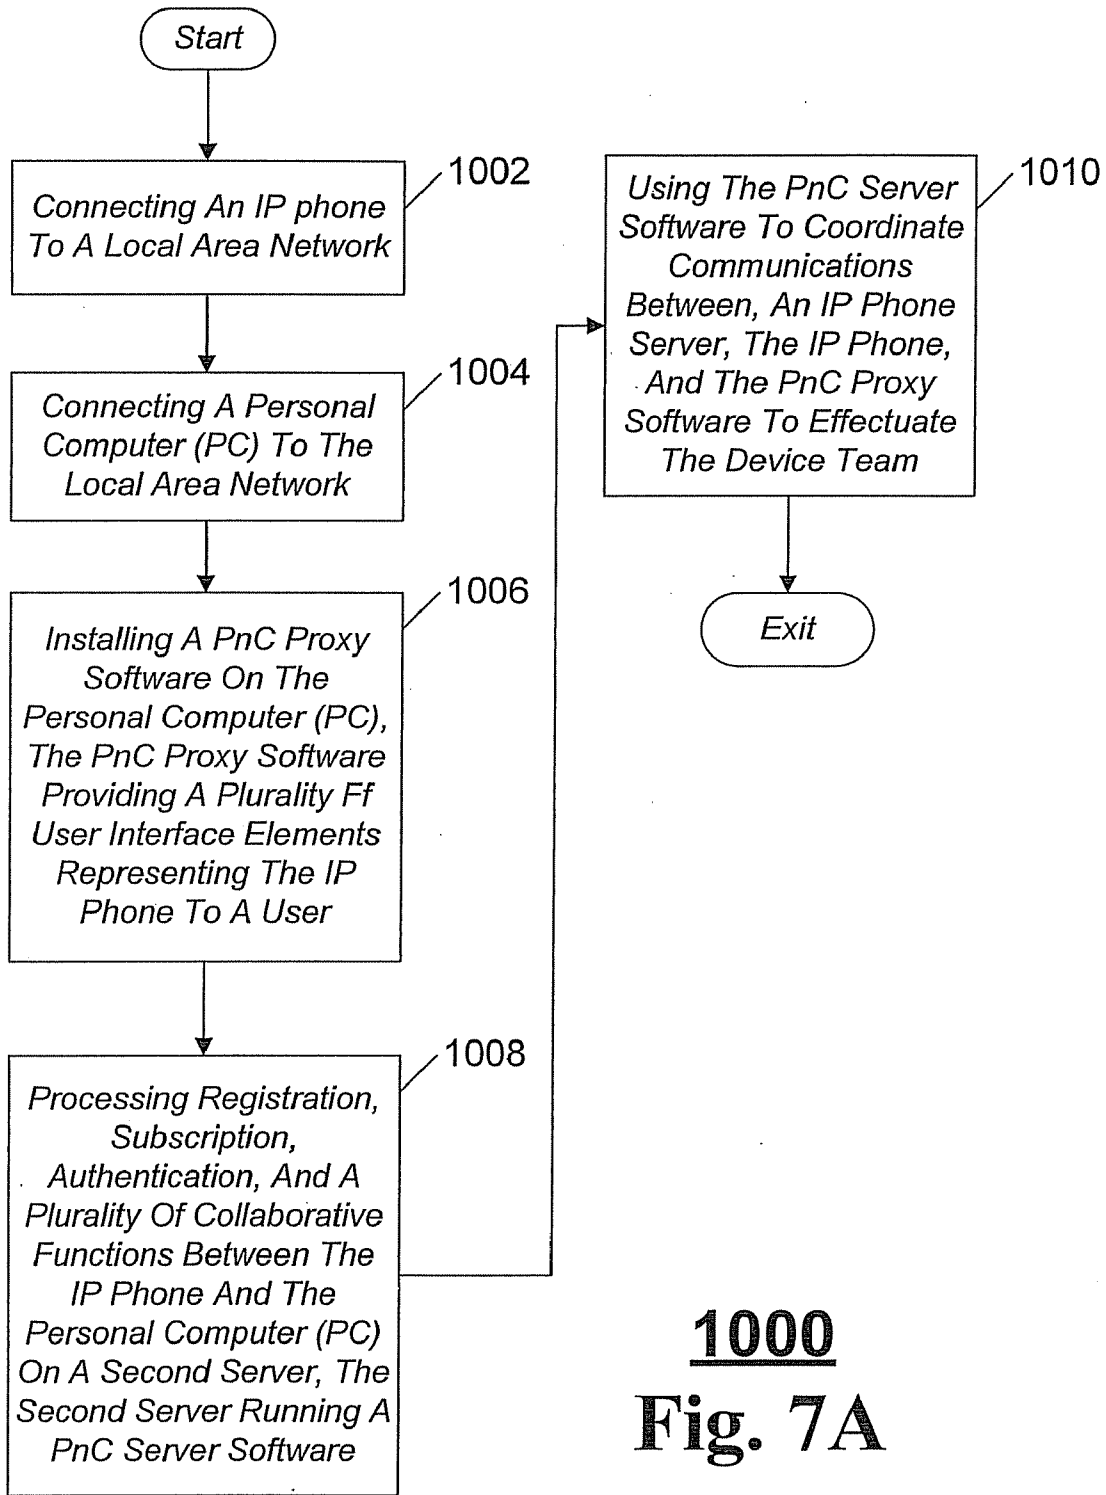 Start
1002
Connecting An IP phone
To A Local Area Network
1004
Connecting A Personal
Computer (PC) To The
Local Area Network
1006
Installing A PnC Proxy
Software On The
Personal Computer (PC),
The PnC Proxy Software
Providing A Plurality Ff
User Interface Elements
Representing The IP
Phone To A User
1008
Processing Registration,
Subscription,
Authentication, And A
Plurality Of Collaborative
Functions Between The
IP Phone And The
Personal Computer (PC)
On A Second Server, The
Second Server Running A
PnC Server Software
1010
Using The PnC Server
Software To Coordinate
Communications
Between, An IP Phone
Server, The IP Phone,
And The PnC Proxy
Software To Effectuate
The Device Team
Exit
1000
Fig. 7A